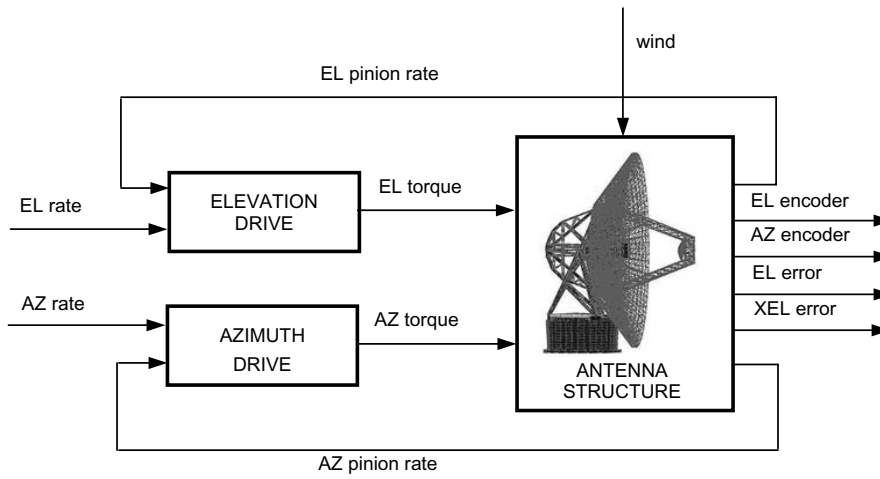 wind
EL pinion rate
EL rate
ELEVATION
DRIVE
EL torque
EL encoder
AZ encoder
EL error
XEL error
AZ rate
AZIMUTH
DRIVE
AZ torque
ANTENNA
STRUCTURE
AZ pinion rate